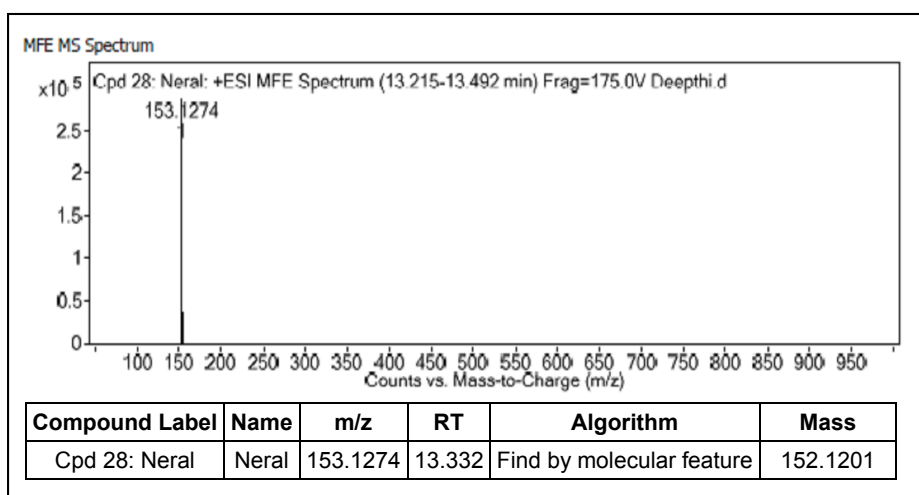 MFE MS Spectrum
x10 5 Cpd 28: Neral: +ESI MFE Spectrum (13.215-13.492 min) Frag=175.0V Deepthi.d
153.1274
2.5
2
1.5
1
0.5
0
100 150 200 250 300 350 400 450 500 550 600 650 700 750 800 850 900 950
Counts vs. Mass-to-Charge (m/z)
Compound Label Name m/z RT Algorithm Mass
Cpd 28: Neral Neral 153.1274 13.332 Find by molecular feature 152.1201